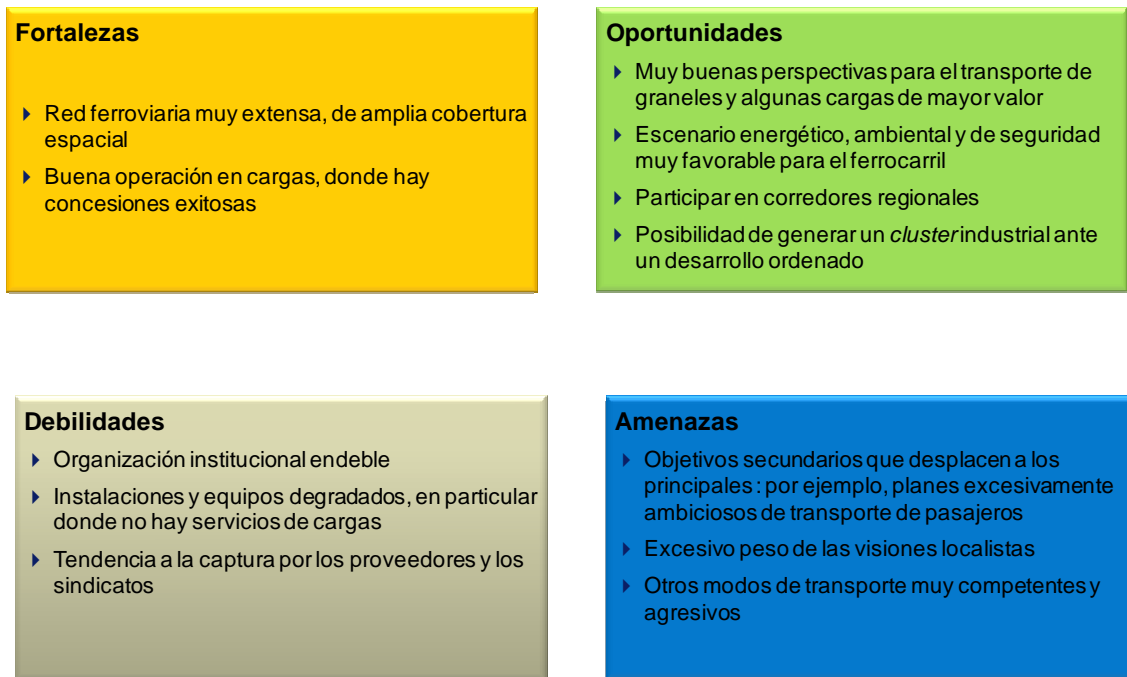 Fortalezas
Red ferroviaria muy extensa, de amplia cobertura
espacial
Buena operación en cargas, donde hay
concesiones exitosas
Oportunidades
Muy buenas perspectivas para el transporte de
graneles y algunas cargas de mayor valor
Escenario energético, ambiental y de seguridad
muy favorable para el ferrocarril
Participar en corredores regionales
Posibilidad de generar un cluster industrial ante
un desarrollo ordenado
Debilidades
Organización institucional endeble
Instalaciones y equipos degradados, en particular
donde no hay servicios de cargas
Tendencia a la captura por los proveedores y los
sindicatos
Amenazas
Objetivos secundarios que desplacen a los
principales: por ejemplo, planes excesivamente
ambiciosos de transporte de pasajeros
Excesivo peso de las visiones localistas
Otros modos de transporte muy competentes y
agresivos